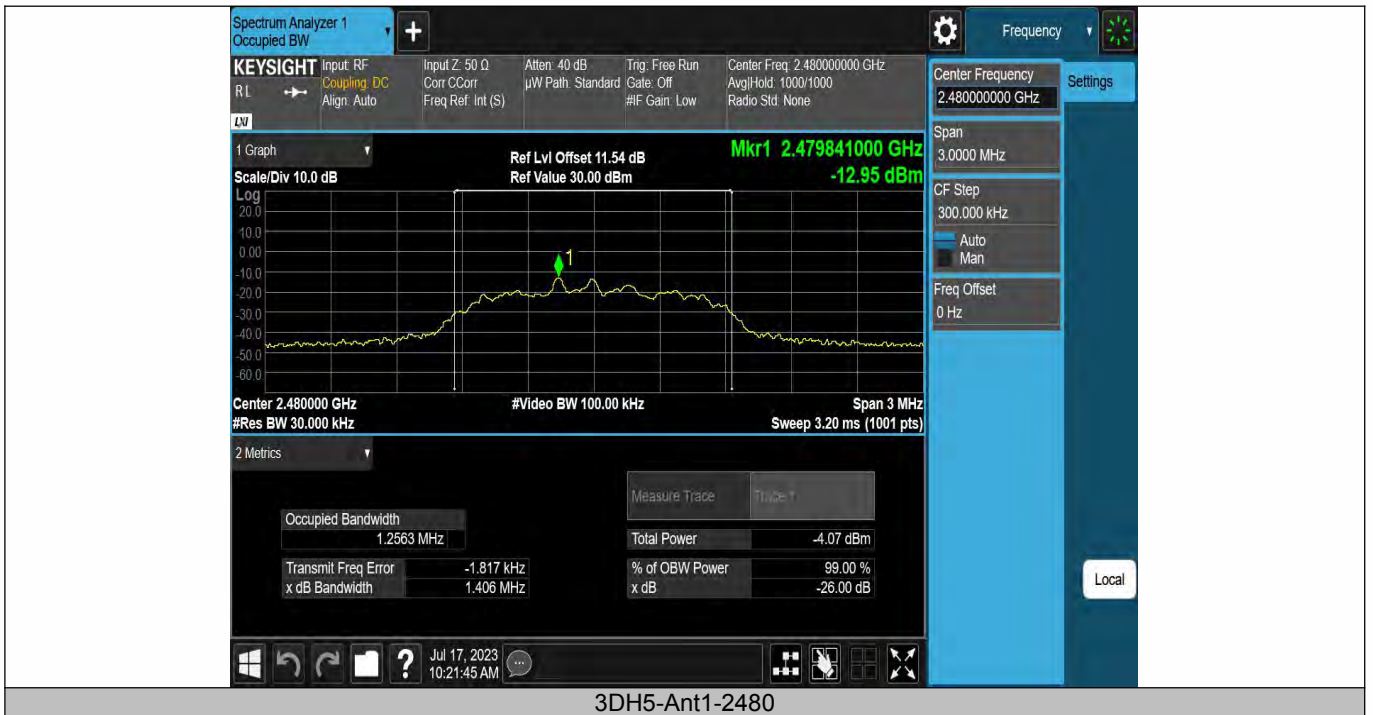 Spectrum Analyzer 1
Occupied BW
Frequency
KEYSIGHT
RL
LXI
Input: RF
Coupling: DC
Align: Auto
Input Z: 50 Ω
Corr CCorr
Freq Ref: Int (S)
Atten: 40 dB
µW Path: Standard
Trig: Free Run
Gate: Off
#IF Gain: Low
Center Freq: 2.480000000 GHz
Avg|Hold: 1000/1000
Radio Std: None
Center Frequency
2.480000000 GHz
Settings
Span
3.0000 MHz
CF Step
300.000 kHz
Auto
Man
Freq Offset
0 Hz
1 Graph
Scale/Div 10.0 dB
Ref Lvl Offset 11.54 dB
Ref Value 30.00 dBm
Mkr1 2.479841000 GHz
-12.95 dBm
Log
20.0
10.0
0.00
-10.0
-20.0
-30.0
-40.0
-50.0
-60.0
1
Center 2.480000 GHz
#Res BW 30.000 kHz
#Video BW 100.00 kHz
Span 3 MHz
Sweep 3.20 ms (1001 pts)
2 Metrics
Measure Trace Trace 1
Occupied Bandwidth
1.2563 MHz
Total Power -4.07 dBm
Transmit Freq Error -1.817 kHz
% of OBW Power 99.00 %
x dB Bandwidth 1.406 MHz
x dB -26.00 dB
Local
?
Jul 17, 2023
10:21:45 AM
3DH5-Ant1-2480